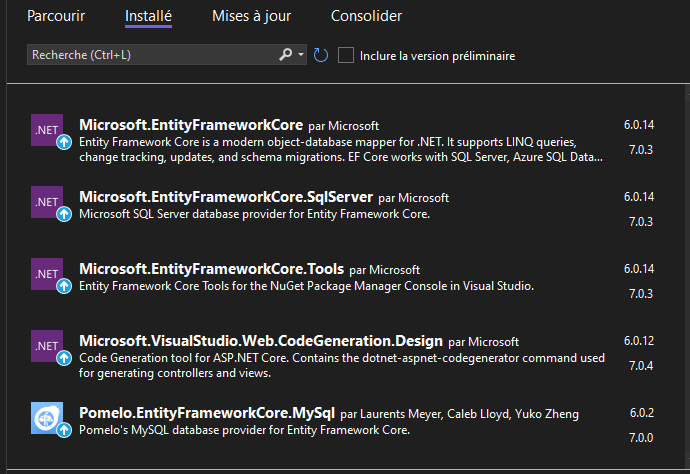 Parcourir Installé Mises à jour Consolider
Recherche (Ctrl+L) Inclure la version préliminaire
.NET Microsoft.EntityFrameworkCore par Microsoft 6.0.14
Entity Framework Core is a modern object-database mapper for .NET. It supports LINQ queries,
change tracking, updates, and schema migrations. EF Core works with SQL Server, Azure SQL Data... 7.0.3
.NET Microsoft.EntityFrameworkCore.SqlServer par Microsoft 6.0.14
Microsoft SQL Server database provider for Entity Framework Core.
7.0.3
.NET Microsoft.EntityFrameworkCore.Tools par Microsoft 6.0.14
Entity Framework Core Tools for the NuGet Package Manager Console in Visual Studio.
7.0.3
.NET Microsoft.VisualStudio.Web.CodeGeneration.Design par Microsoft 6.0.12
Code Generation tool for ASP.NET Core. Contains the dotnet-aspnet-codegenerator command used
for generating controllers and views. 7.0.4
Pomelo.EntityFrameworkCore.MySql par Laurents Meyer, Caleb Lloyd, Yuko Zheng 6.0.2
Pomelo's MySQL database provider for Entity Framework Core.
7.0.0